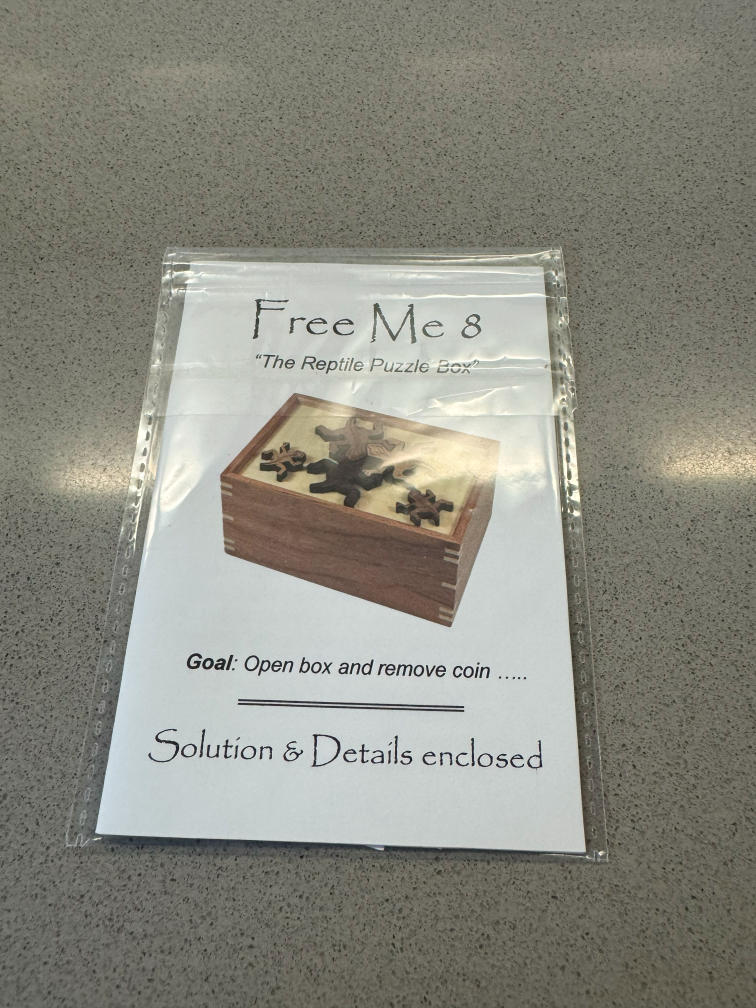 Free Me 8
“The Reptile Puzzle Box”
Goal: Open box and remove coin .....
Solution & Details enclosed